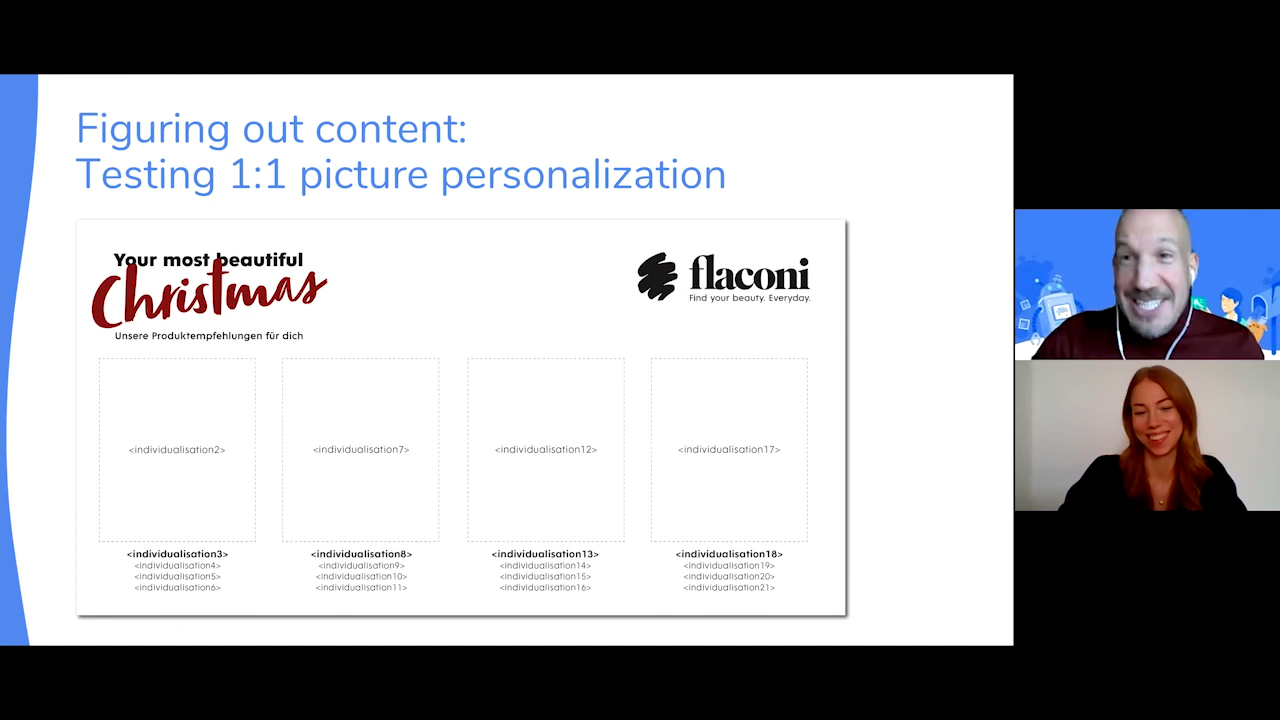 Figuring out content:
Testing 1:1 picture personalization
Your most beautiful
Christmas
Unsere Produktempfehlungen für dich
flaconi
Find your beauty. Everyday.
<individualisation2>
<individualisation7>
<individualisation12>
<individualisation17>
<individualisation3>
<individualisation4>
<individualisation5>
<individualisation6>
<individualisation8>
<individualisation9>
<individualisation10>
<individualisation11>
<individualisation13>
<individualisation14>
<individualisation15>
<individualisation16>
<individualisation18>
<individualisation19>
<individualisation20>
<individualisation21>